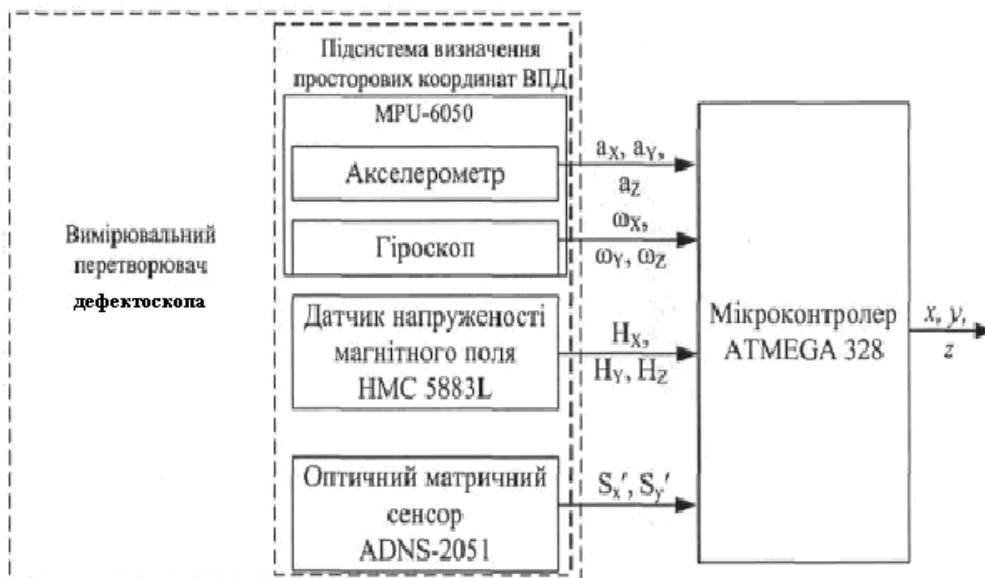 Підсистема визначення
просторових координат ВПД
MPU-6050
Акселерометр
Гіроскоп
Вимірювальний
перетворювач
дефектоскопа
Датчик напруженості
магнітного поля
HMC 5883L
Оптичний матричний
сенсор
ADNS-2051
aX, aY,
aZ
ωX,
ωY, ωZ
HX,
HY, HZ
Sx′, Sy′
Мікроконтролер
ATMEGA 328
x, y,
z